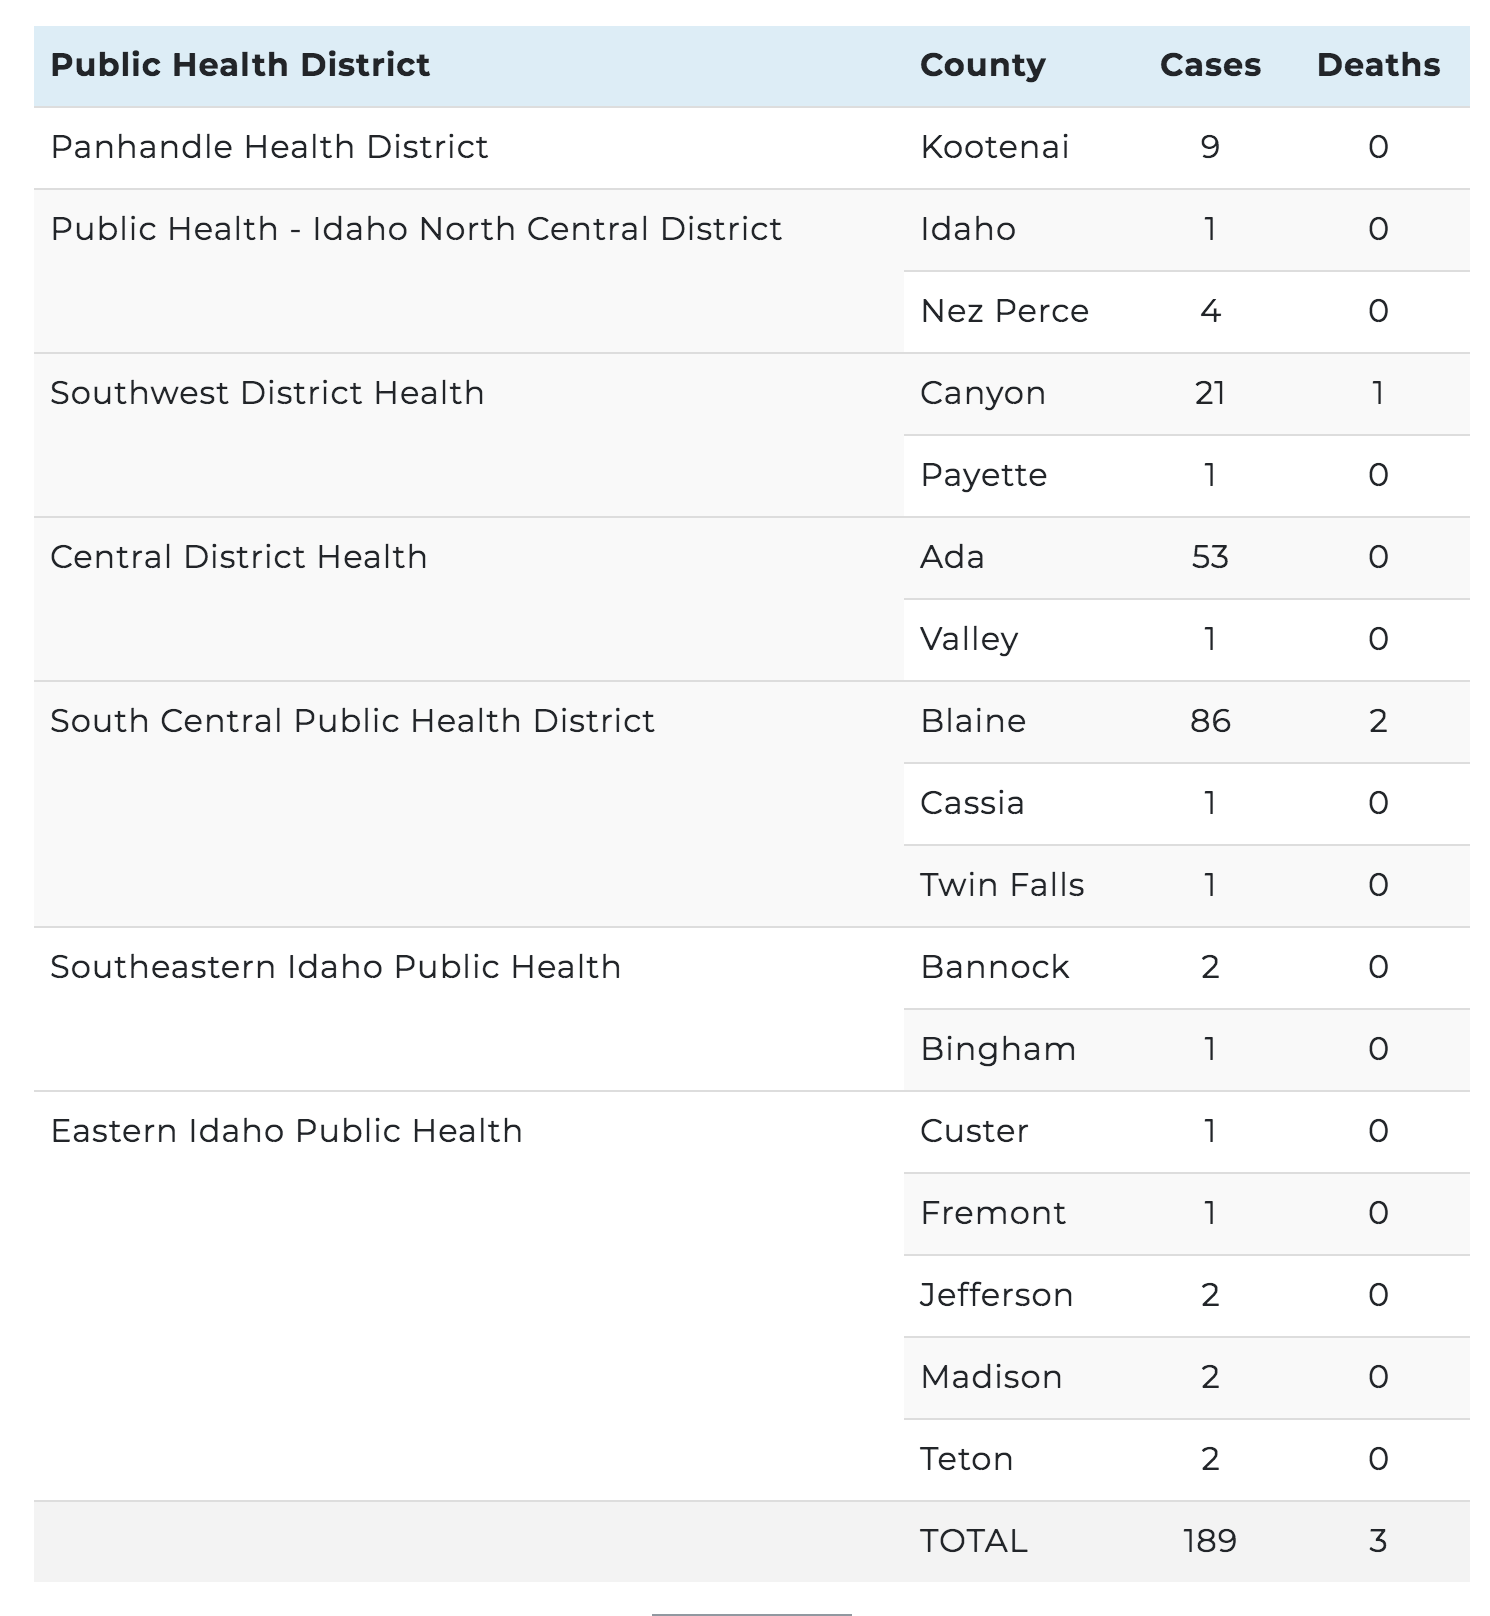 Public Health District County Cases Deaths
Panhandle Health District Kootenai 9 0
Public Health - Idaho North Central District Idaho 1 0
Nez Perce 4 0
Southwest District Health Canyon 21 1
Payette 1 0
Central District Health Ada 53 0
Valley 1 0
South Central Public Health District Blaine 86 2
Cassia 1 0
Twin Falls 1 0
Southeastern Idaho Public Health Bannock 2 0
Bingham 1 0
Eastern Idaho Public Health Custer 1 0
Fremont 1 0
Jefferson 2 0
Madison 2 0
Teton 2 0
TOTAL 189 3